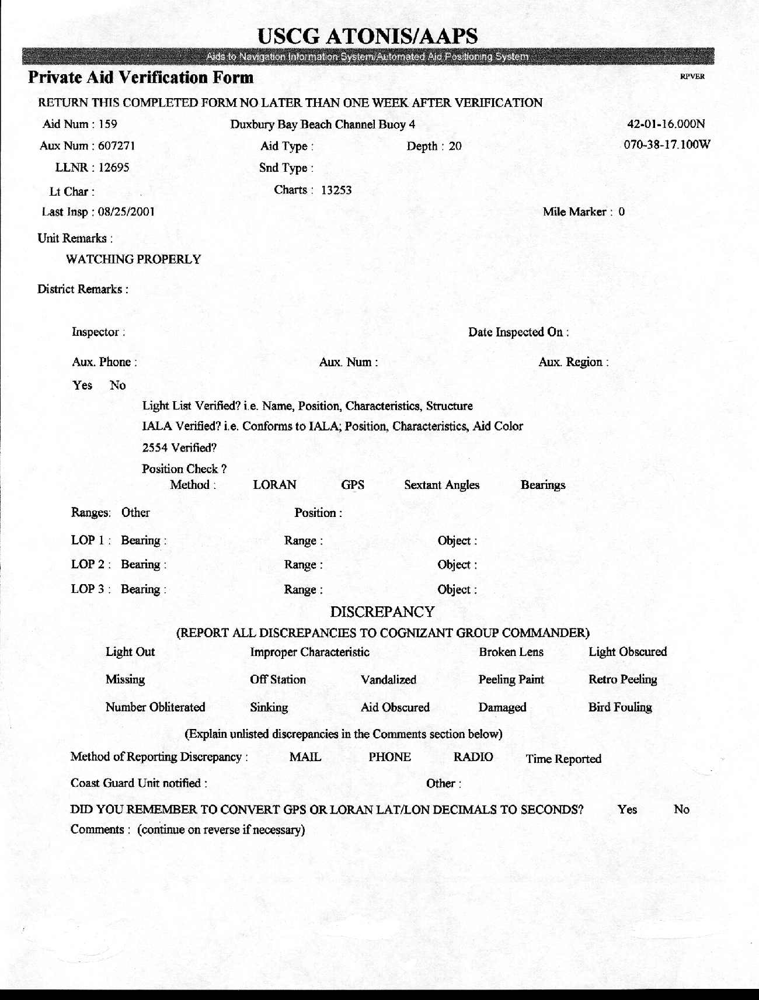 USCG ATONIS/AAPS
Aids to Navigation Information System/Automated Aid Positioning System
Private Aid Verification Form RPVER
RETURN THIS COMPLETED FORM NO LATER THAN ONE WEEK AFTER VERIFICATION
Aid Num : 159 Duxbury Bay Beach Channel Buoy 4 42-01-16.000N
Aux Num : 607271 Aid Type : Depth : 20 070-38-17.100W
LLNR : 12695 Snd Type :
Lt Char : Charts : 13253
Last Insp : 08/25/2001 Mile Marker : 0
Unit Remarks :
WATCHING PROPERLY
District Remarks :
Inspector : Date Inspected On :
Aux. Phone : Aux. Num : Aux. Region :
Yes No
Light List Verified? i.e. Name, Position, Characteristics, Structure
IALA Verified? i.e. Conforms to IALA; Position, Characteristics, Aid Color
2554 Verified?
Position Check ?
Method : LORAN GPS Sextant Angles Bearings
Ranges: Other Position :
LOP 1 : Bearing : Range : Object :
LOP 2 : Bearing : Range : Object :
LOP 3 : Bearing : Range : Object :
DISCREPANCY
(REPORT ALL DISCREPANCIES TO COGNIZANT GROUP COMMANDER)
Light Out Improper Characteristic Broken Lens Light Obscured
Missing Off Station Vandalized Peeling Paint Retro Peeling
Number Obliterated Sinking Aid Obscured Damaged Bird Fouling
(Explain unlisted discrepancies in the Comments section below)
Method of Reporting Discrepancy : MAIL PHONE RADIO Time Reported
Coast Guard Unit notified : Other :
DID YOU REMEMBER TO CONVERT GPS OR LORAN LAT/LON DECIMALS TO SECONDS? Yes No
Comments : (continue on reverse if necessary)